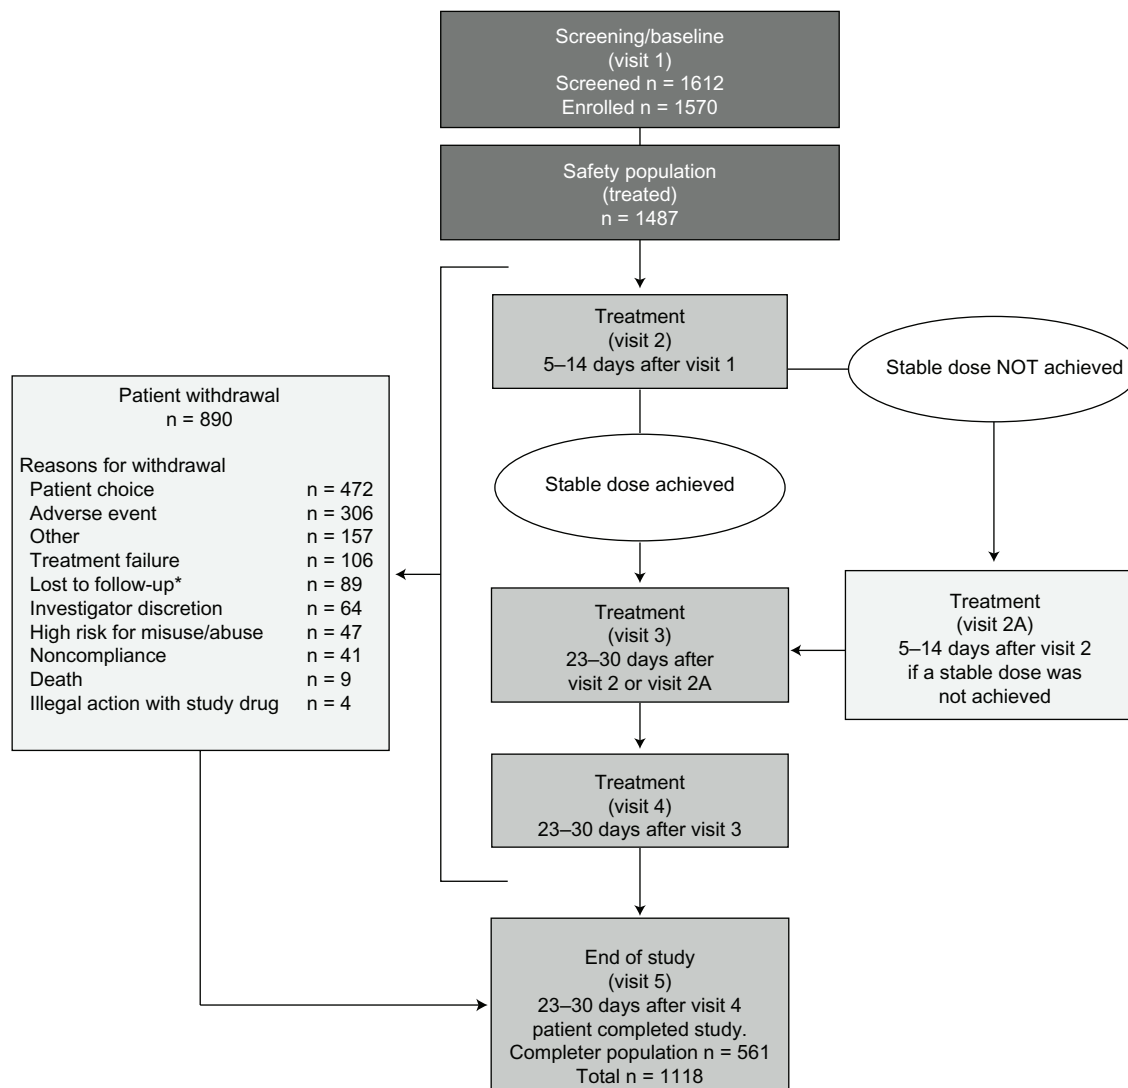 Screening/baseline
(visit 1)
Screened n = 1612
Enrolled n = 1570
Safety population
(treated)
n = 1487
Treatment
(visit 2)
5–14 days after visit 1
Stable dose NOT achieved
Patient withdrawal
n = 890
Reasons for withdrawal
Patient choice n = 472
Adverse event n = 306
Other n = 157
Treatment failure n = 106
Lost to follow-up* n = 89
Investigator discretion n = 64
High risk for misuse/abuse n = 47
Noncompliance n = 41
Death n = 9
Illegal action with study drug n = 4
Stable dose achieved
Treatment
(visit 3)
23–30 days after
visit 2 or visit 2A
Treatment
(visit 2A)
5–14 days after visit 2
if a stable dose was
not achieved
Treatment
(visit 4)
23–30 days after visit 3
End of study
(visit 5)
23–30 days after visit 4
patient completed study.
Completer population n = 561
Total n = 1118